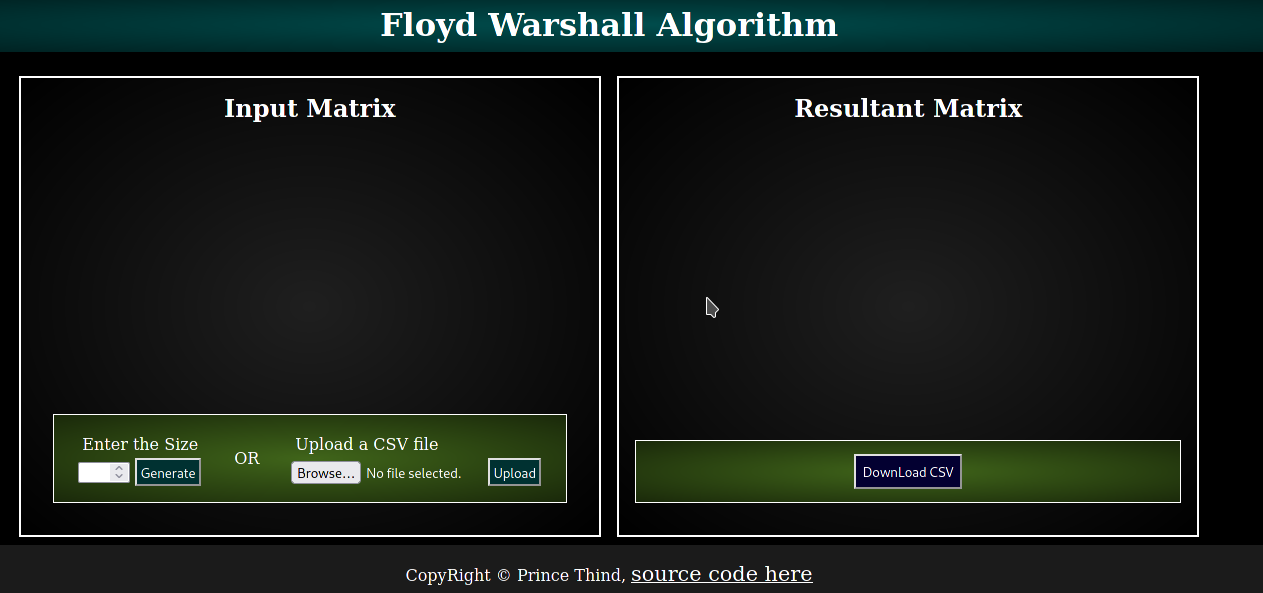 Floyd Warshall Algorithm
Input Matrix
Enter the Size
Generate
OR
Upload a CSV file
Browse... No file selected.
Upload
Resultant Matrix
DownLoad CSV
CopyRight © Prince Thind, source code here